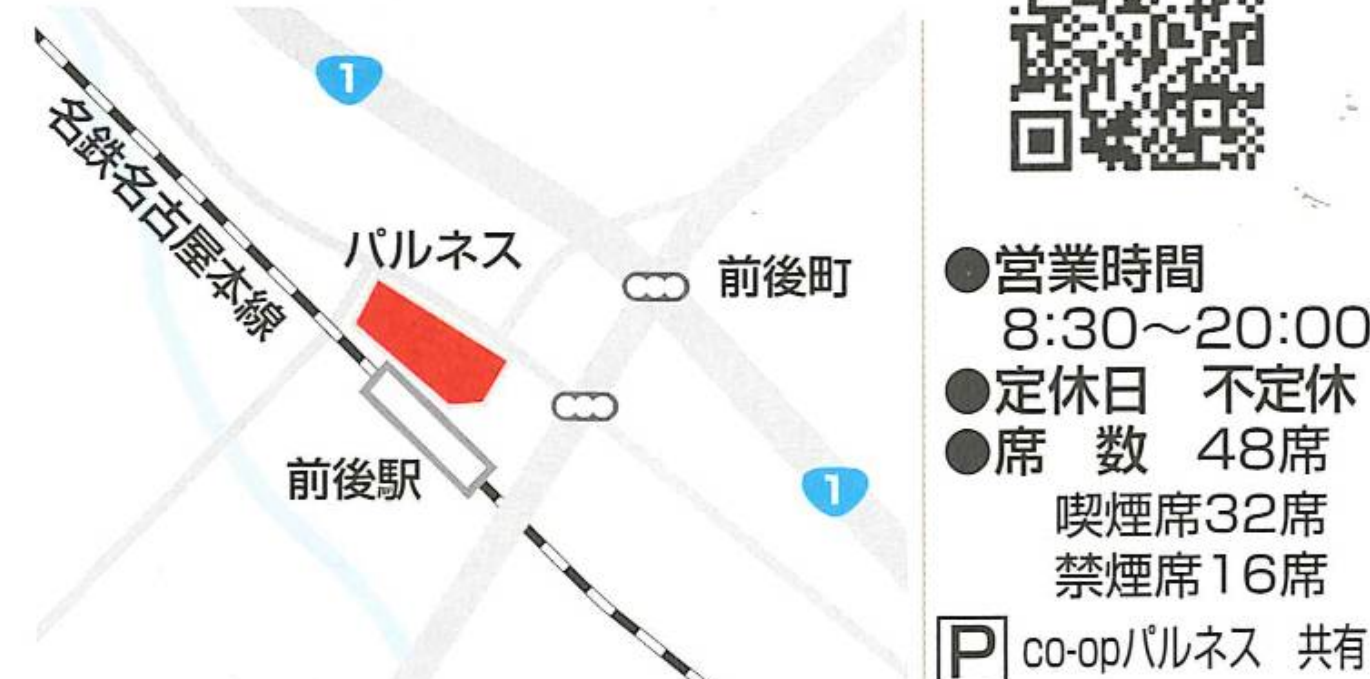 1
名鉄名古屋本線
パルネス
前後町
前後駅
1
●営業時間
8:30～20:00
●定休日　不定休
●席　数　48席
喫煙席32席
禁煙席16席
P co-opパルネス　共有